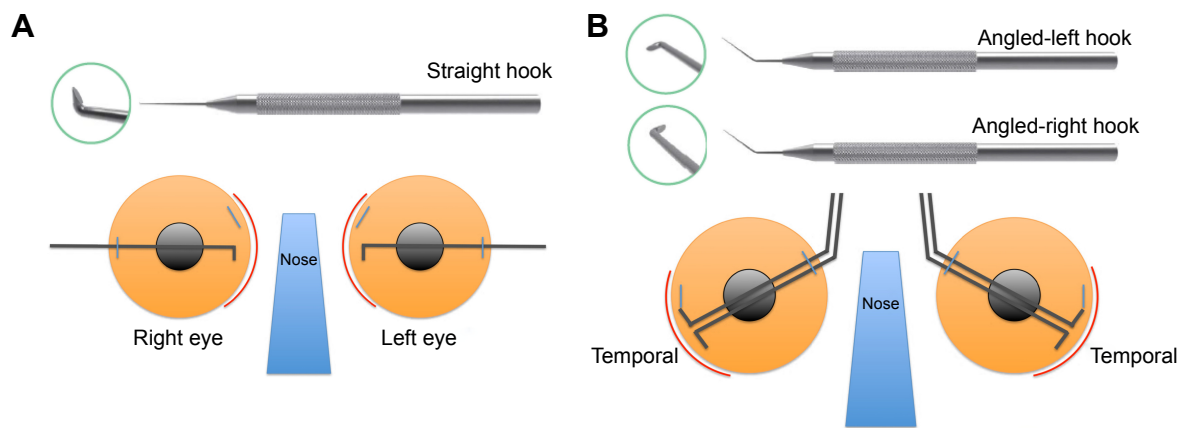 A
Straight hook
Nose
Right eye
Left eye
B
Angled-left hook
Angled-right hook
Nose
Temporal
Temporal